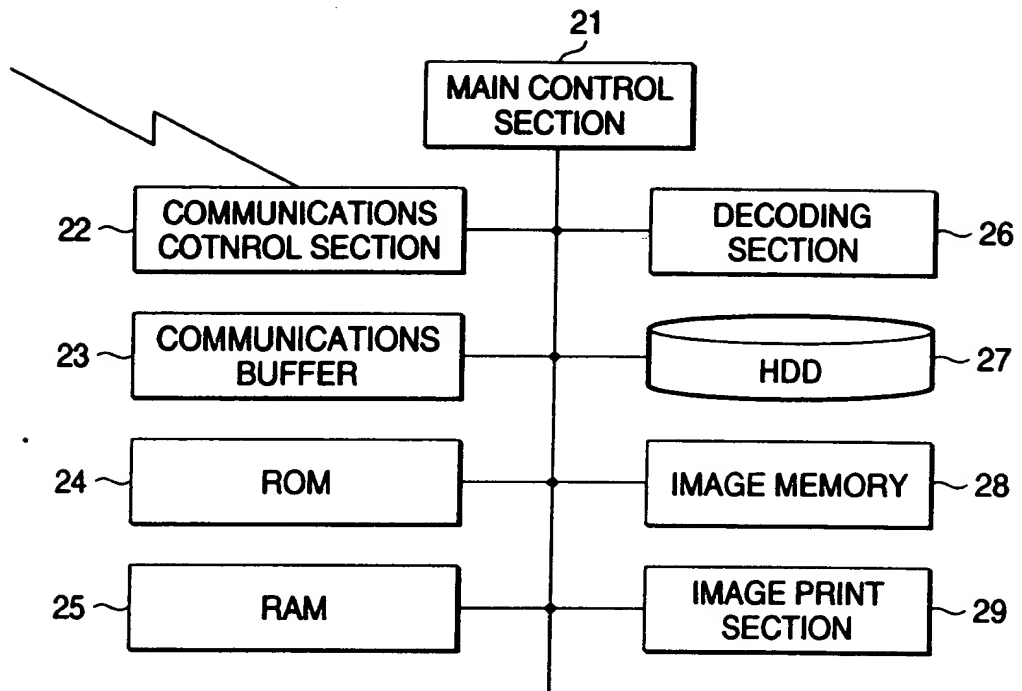 21
MAIN CONTROL
SECTION
22
COMMUNICATIONS
COTNROL SECTION
DECODING
SECTION
26
23
COMMUNICATIONS
BUFFER
HDD
27
24
ROM
IMAGE MEMORY
28
25
RAM
IMAGE PRINT
SECTION
29